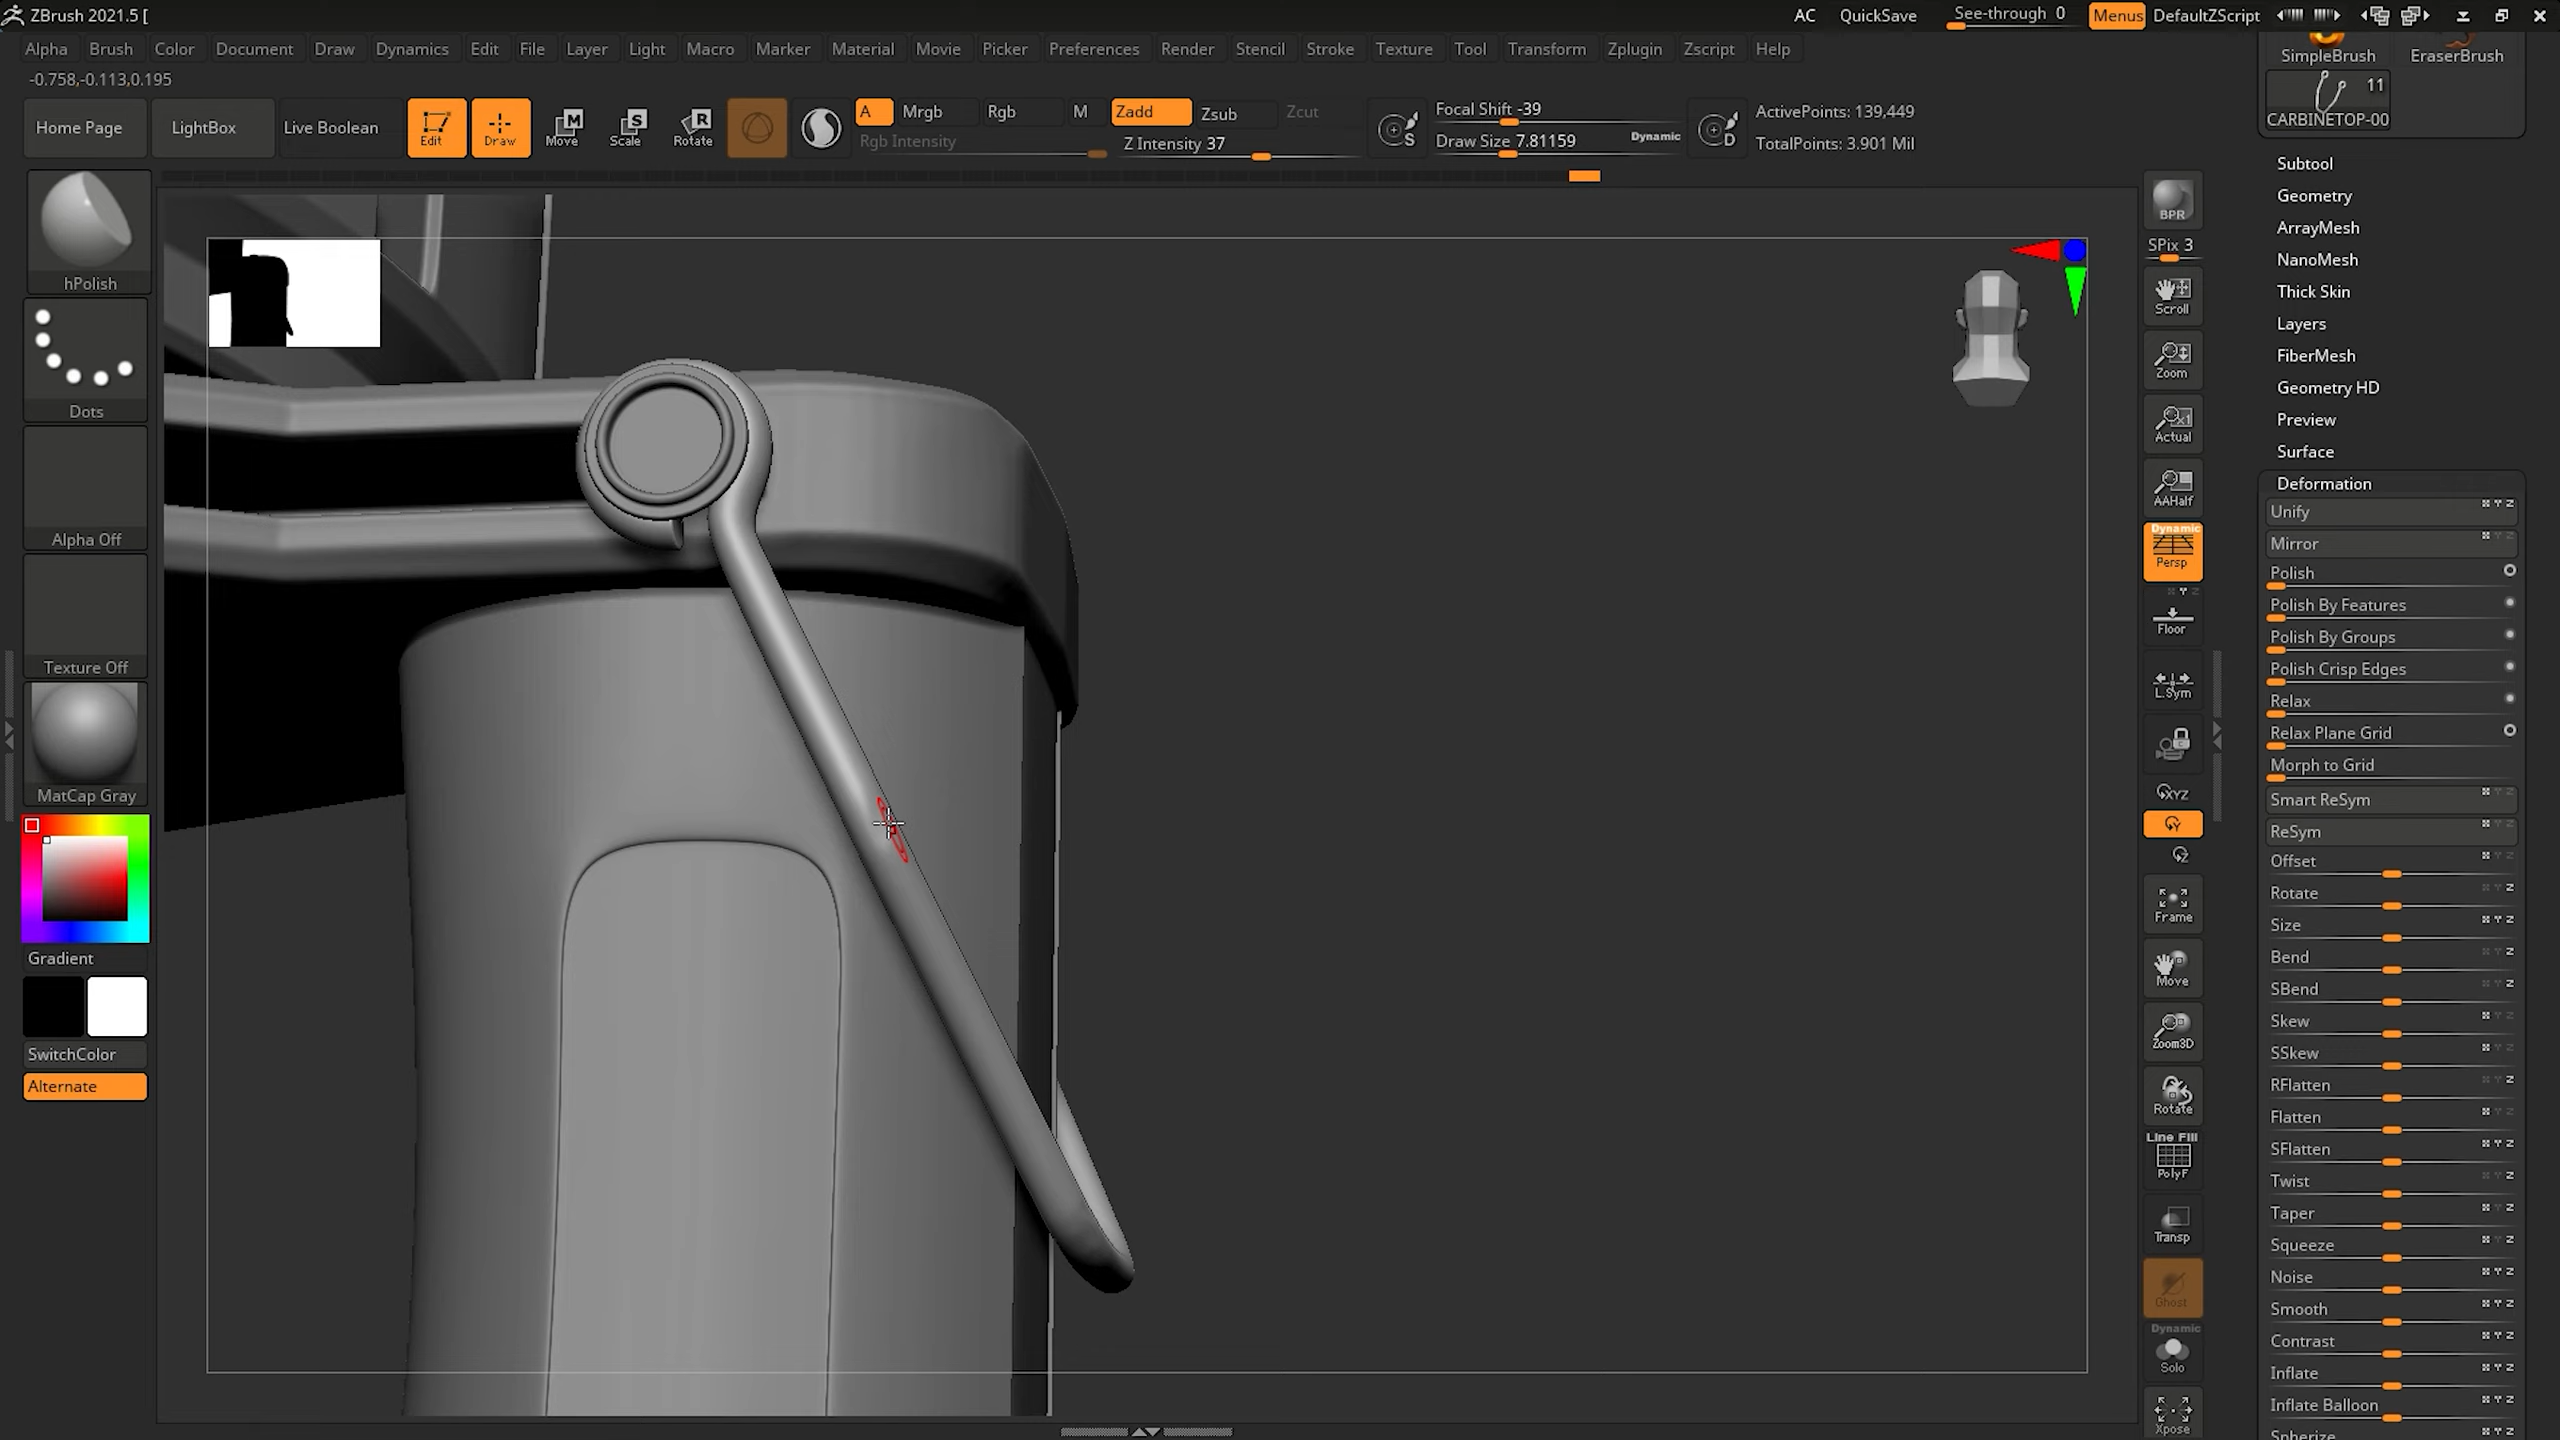 ZBrush 2021.5 [
AC QuickSave See-through 0 Menus DefaultZScript
Alpha Brush Color Document Draw Dynamics Edit File Layer Light Macro Marker Material Movie Picker Preferences Render Stencil Stroke Texture Tool Transform Zplugin Zscript Help
-0.758,-0.113,0.195
Home Page LightBox Live Boolean Edit Draw Move Scale Rotate
A Mrgb Rgb M Zadd Zsub Zcut
Rgb Intensity Z Intensity 37
Focal Shift -39
Draw Size 7.81159 Dynamic
ActivePoints: 139,449
TotalPoints: 3.901 Mil
hPolish
Dots
Alpha Off
Texture Off
MatCap Gray
Gradient
SwitchColor
Alternate
BPR
SPix 3
Scroll
Zoom
Actual
AAHalf
Dynamic
Persp
Floor
L.Sym
XYZ
Y
Z
Frame
Move
Zoom3D
Rotate
Line Fill
PolyF
Transp
Ghost
Dynamic
Solo
Xpose
SimpleBrush EraserBrush
11
CARBINETOP-00
Subtool
Geometry
ArrayMesh
NanoMesh
Thick Skin
Layers
FiberMesh
Geometry HD
Preview
Surface
Deformation
Unify
Mirror
Polish
Polish By Features
Polish By Groups
Polish Crisp Edges
Relax
Relax Plane Grid
Morph to Grid
Smart ReSym
ReSym
Offset
Rotate
Size
Bend
SBend
Skew
SSkew
RFlatten
Flatten
SFlatten
Twist
Taper
Squeeze
Noise
Smooth
Contrast
Inflate
Inflate Balloon
Spherize